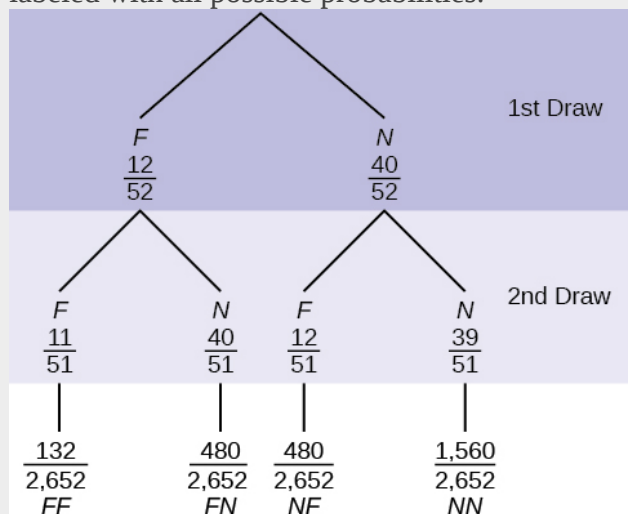 labeled with all possible probabilities.
1st Draw
F N
12/52 40/52
2nd Draw
F N F N
11/51 40/51 12/51 39/51
132/2,652 480/2,652 480/2,652 1,560/2,652
FF FN NF NN